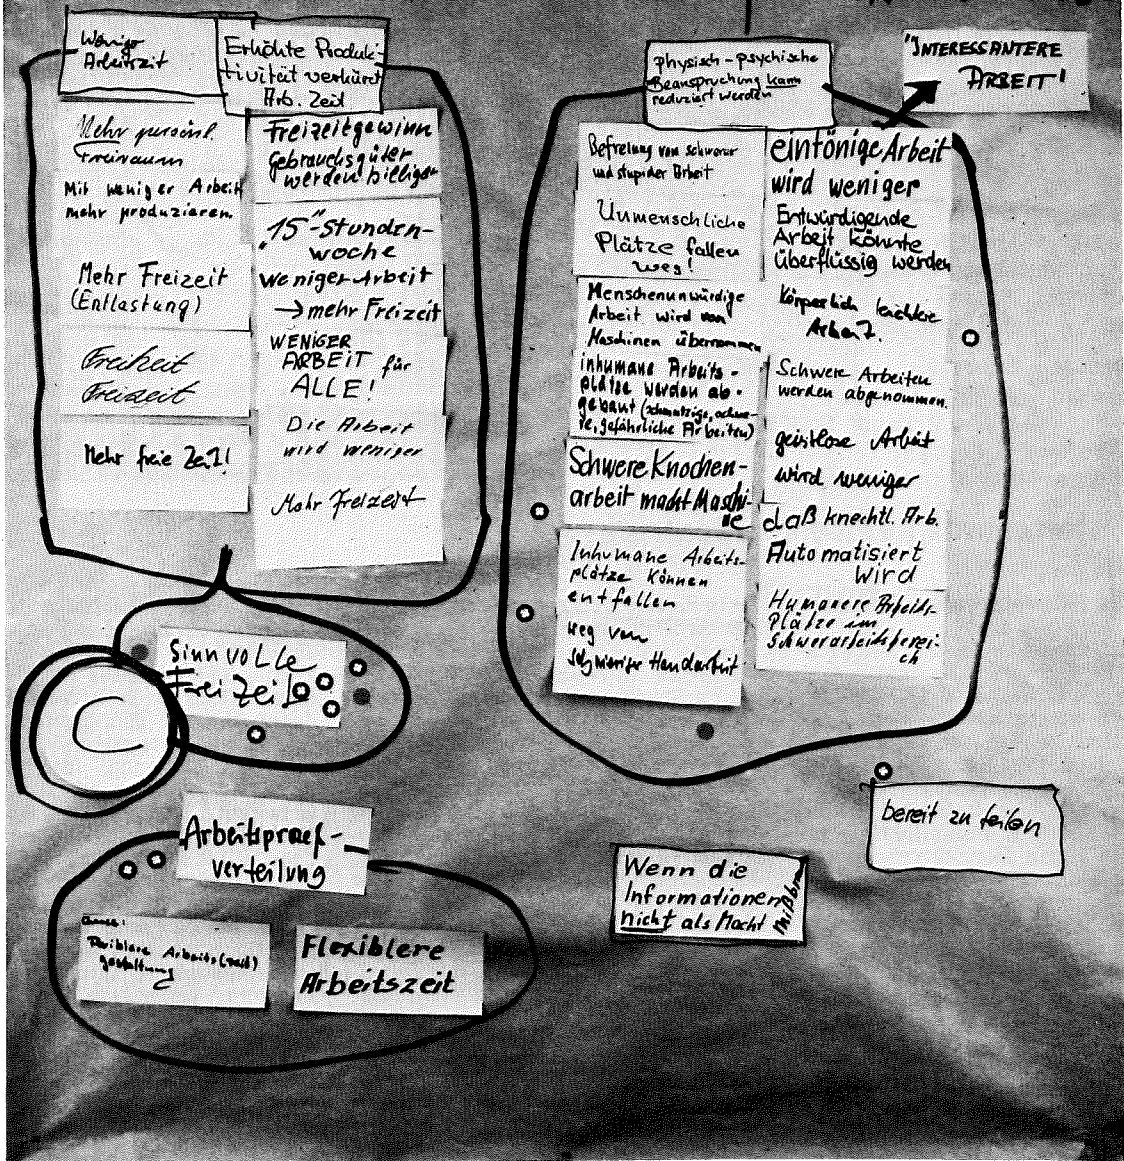 Wenige
Arbeitszeit
Erhöhte Produk-
tivität verkürzt
Arb. Zeit
Mehr persönl.
Freiraum
Mit weniger Arbeit
mehr produzieren.
Mehr Freizeit
(Entlastung)
Freiheit
Freizeit
Mehr freie Zeit!
Freizeitgewinn
Gebrauchsgüter
werden billiger
"15"-Stunden-
woche
weniger Arbeit
→ mehr Freizeit
WENIGER
ARBEIT für
ALLE!
Die Arbeit
wird weniger
Mehr Freizeit
Sinnvolle
Freizeit
C
Arbeitsprozeß-
verteilung
Flexiblere Arbeits(zeit)
gestaltung
Flexiblere
Arbeitszeit
physisch-psychische
Beanspruchung kann
reduziert werden
"INTERESSANTERE
ARBEIT"
Befreiung von schwerer
und stupider Arbeit
Unmenschliche
Plätze fallen
weg!
Menschenunwürdige
Arbeit wird von
Maschinen übernommen
inhumane Arbeits-
plätze werden ab-
gebaut (schmutzige, schwe-
re, gefährliche Arbeiten)
Schwere Knochen-
arbeit macht Maschi-
ne
Inhumane Arbeits-
plätze können
entfallen
weg von
schwieriger Handarbeit
eintönige Arbeit
wird weniger
Entwürdigende
Arbeit könnte
überflüssig werden
Körperlich leichtere
Arbeit.
Schwere Arbeiten
werden abgenommen.
geistlose Arbeit
wird weniger
daß knechtl. Arb.
Automatisiert
wird
Humanere Arbeits-
Plätze im
Schwerarbeitsberei-
ch
bereit zu teilen
Wenn die
Informationen
nicht als Macht